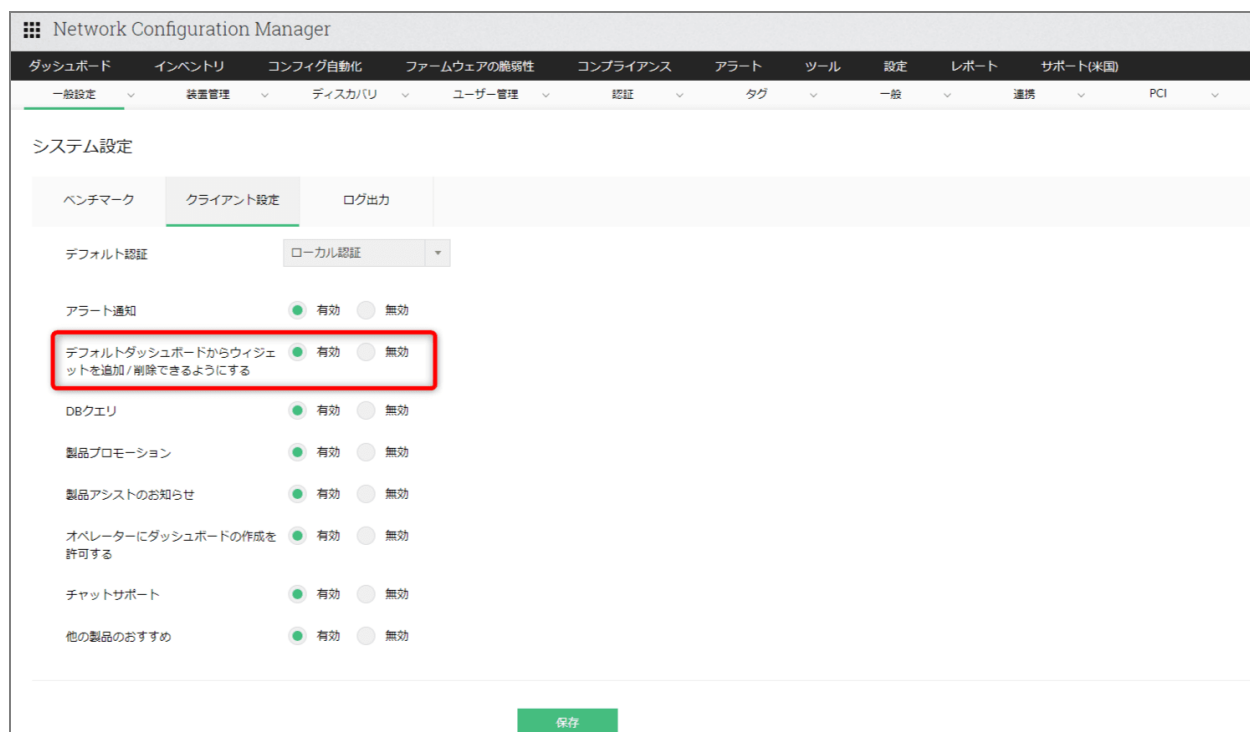 Network Configuration Manager
ダッシュボード インベントリ コンフィグ自動化 ファームウェアの脆弱性 コンプライアンス アラート ツール 設定 レポート サポート(米国)
一般設定 装置管理 ディスカバリ ユーザー管理 認証 タグ 一般 連携 PCI
システム設定
ベンチマーク クライアント設定 ログ出力
デフォルト認証 ローカル認証
アラート通知 有効 無効
デフォルトダッシュボードからウィジェ 有効 無効
ットを追加/削除できるようにする
DBクエリ 有効 無効
製品プロモーション 有効 無効
製品アシストのお知らせ 有効 無効
オペレーターにダッシュボードの作成を 有効 無効
許可する
チャットサポート 有効 無効
他の製品のおすすめ 有効 無効
保存